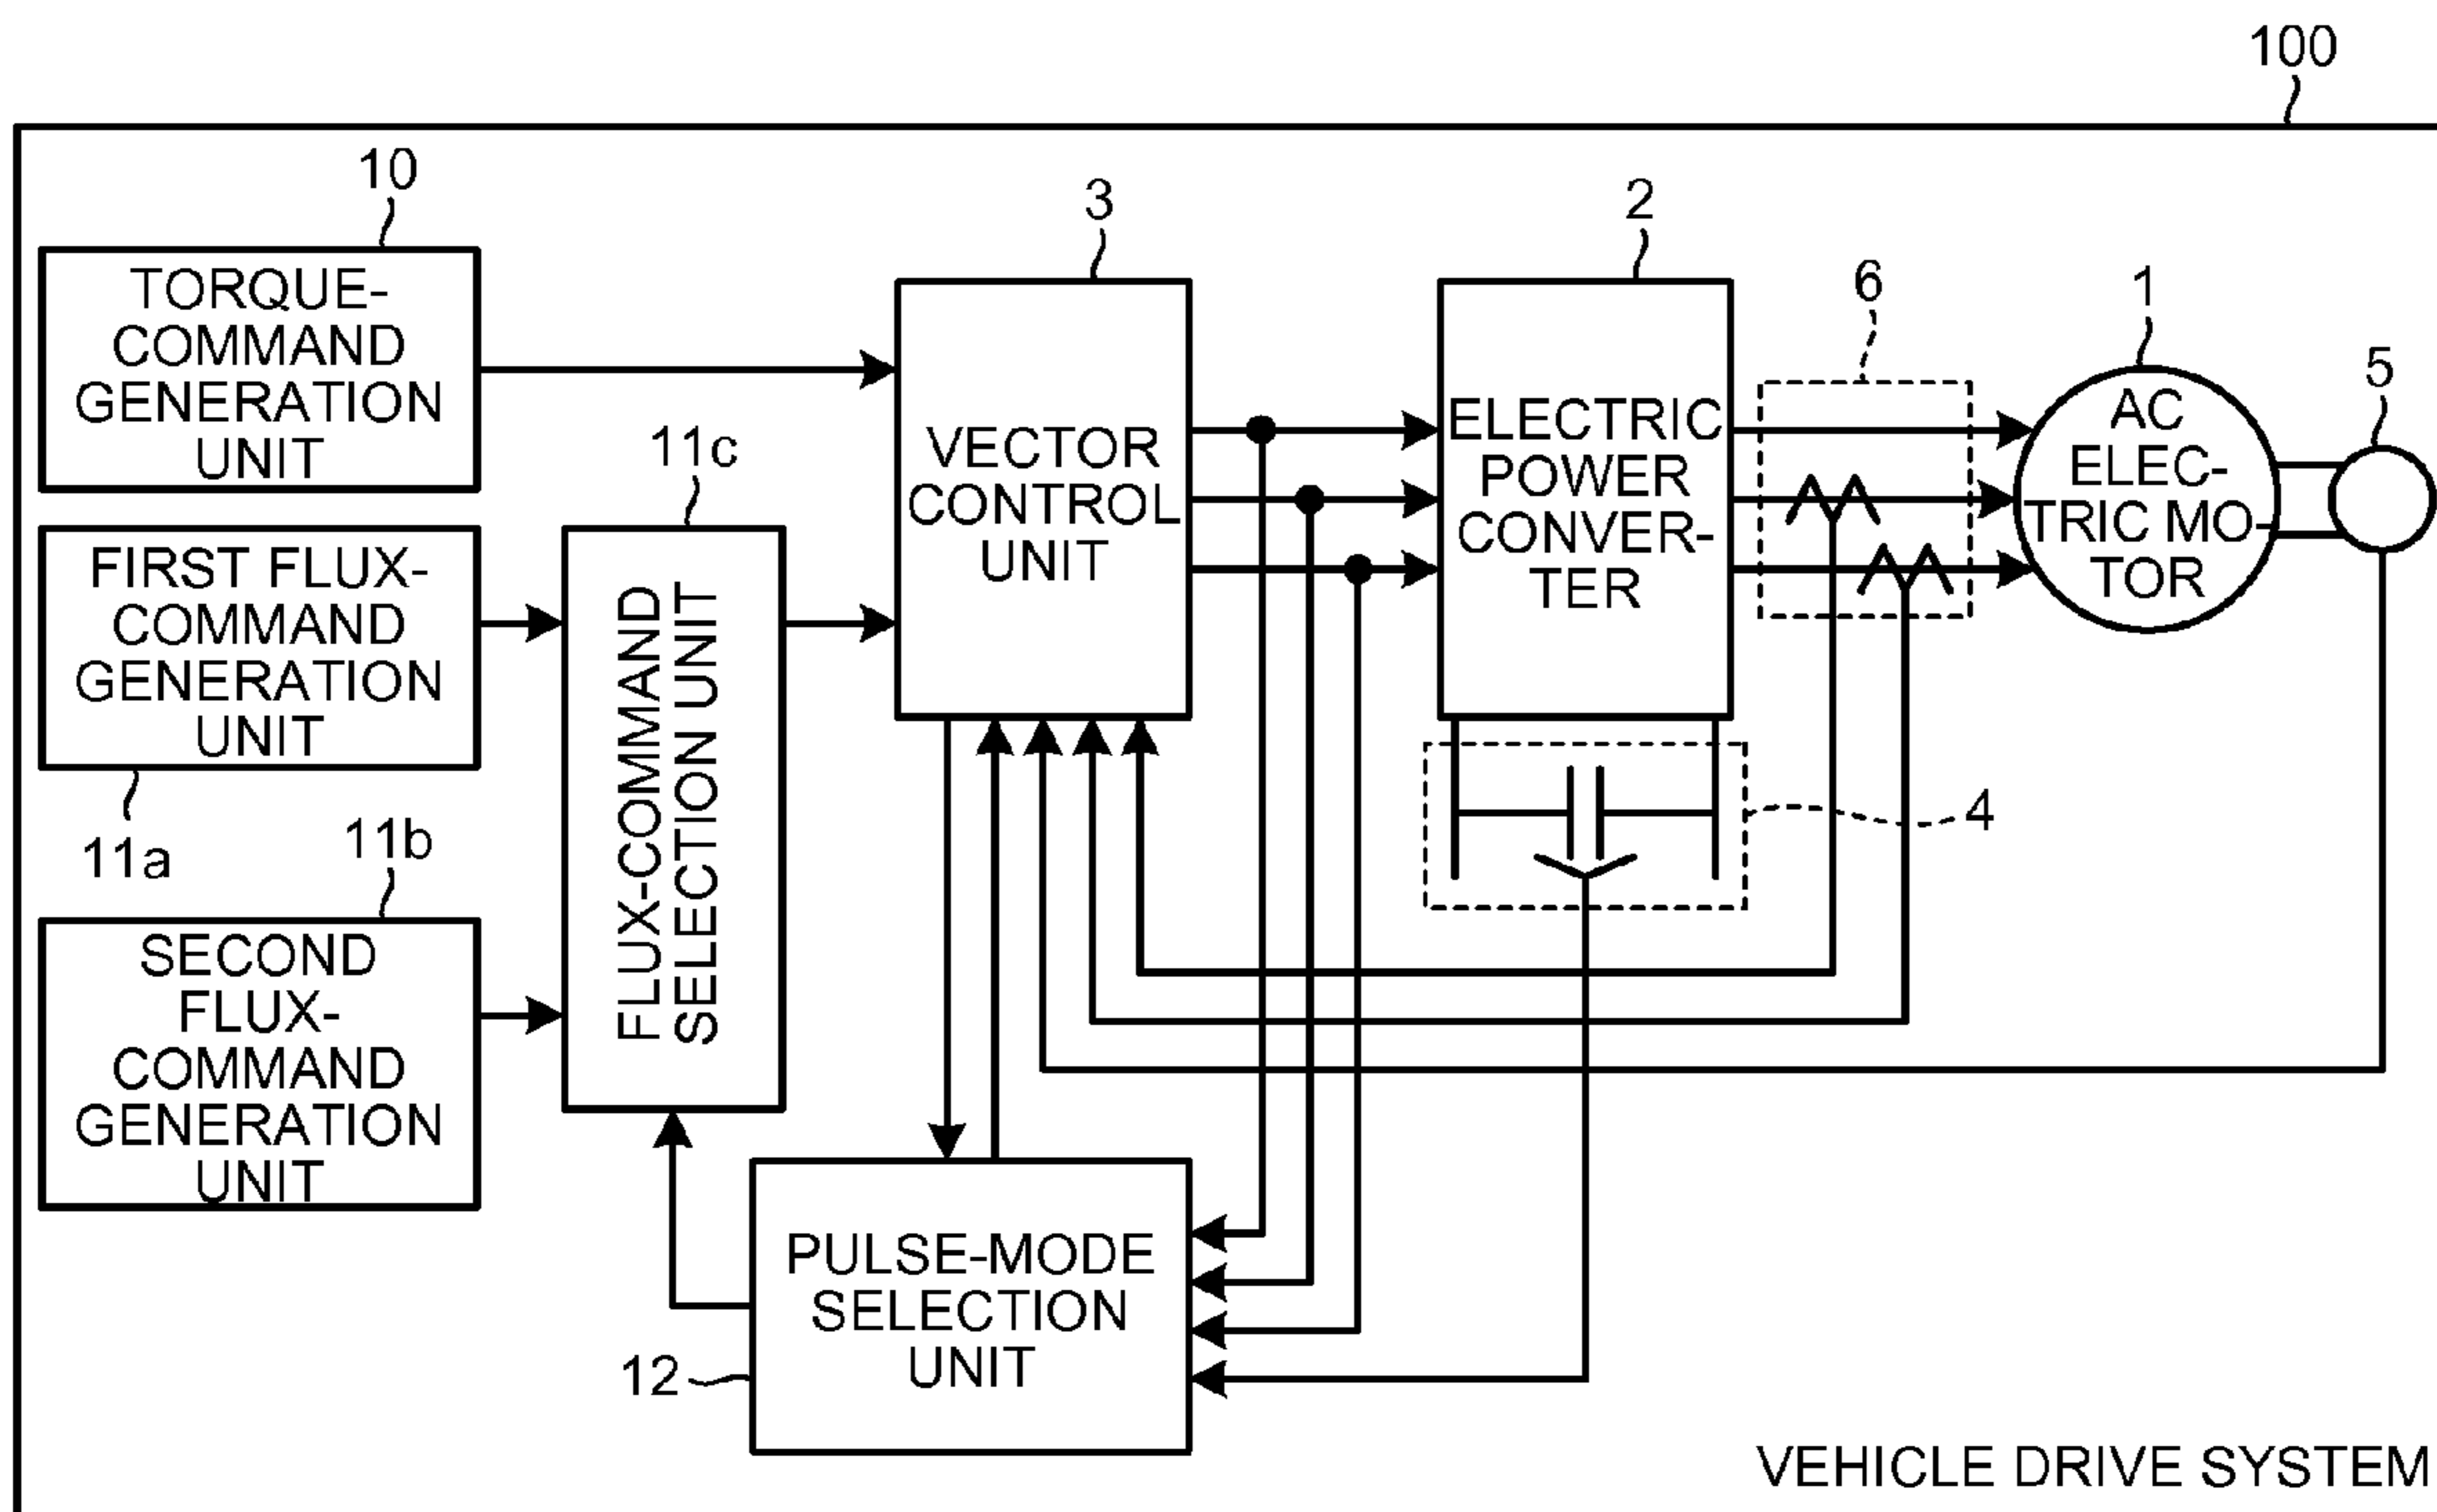 100
10
TORQUE-
COMMAND
GENERATION
UNIT
FIRST FLUX-
COMMAND
GENERATION
UNIT
11a
11b
SECOND
FLUX-
COMMAND
GENERATION
UNIT
11c
FLUX-COMMAND
SELECTION UNIT
3
VECTOR
CONTROL
UNIT
2
ELECTRIC
POWER
CONVER-
TER
6
1
AC
ELEC-
TRIC MO-
TOR
5
4
PULSE-MODE
SELECTION
UNIT
12
VEHICLE DRIVE SYSTEM